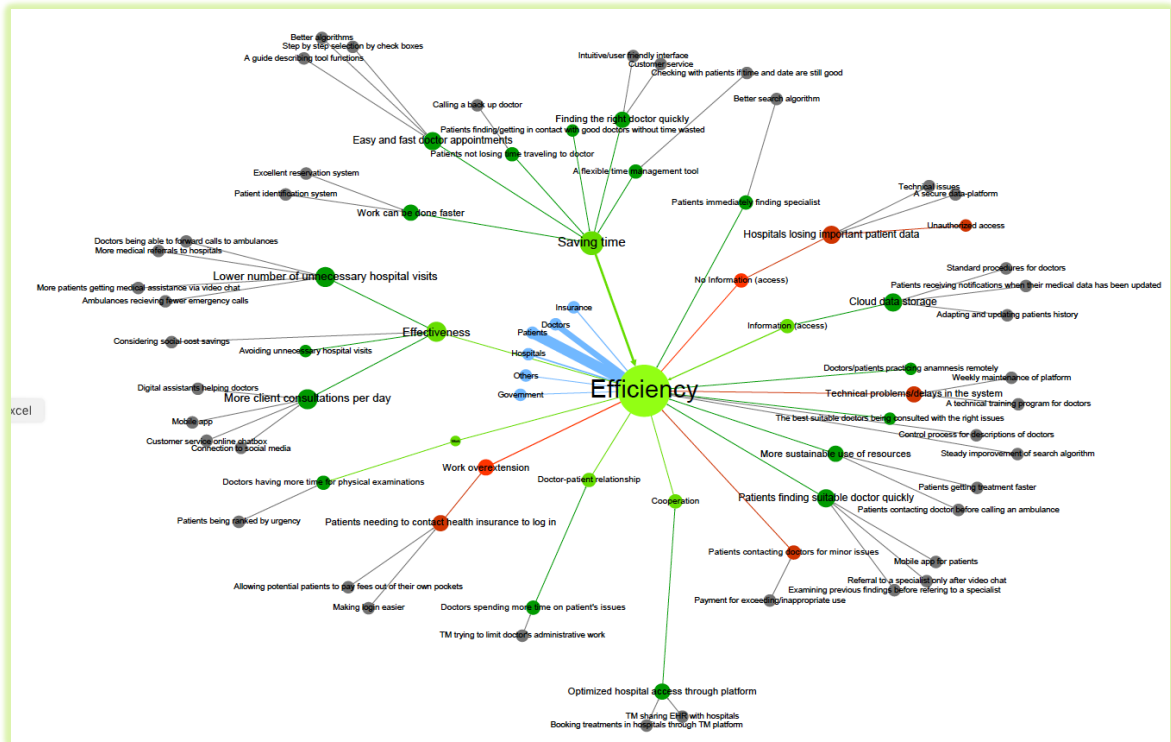 Better algorithms
Step by step selection by check boxes
A guide describing tool functions
Intuitive/user friendly interface
Customer service
Checking with patients if time and date are still good
Better search algorithm
Calling a back up doctor
Finding the right doctor quickly
Patients finding/getting in contact with good doctors without time wasted
Easy and fast doctor appointments
Patients not losing time traveling to doctor
A flexible time management tool
Excellent reservation system
Patient identification system
Work can be done faster
Patients immediately finding specialist
Technical issues
A secure data-platform
Unauthorized access
Hospitals losing important patient data
Saving time
Doctors being able to forward calls to ambulances
More medical referrals to hospitals
Lower number of unnecessary hospital visits
More patients getting medical assistance via video chat
Ambulances recieving fewer emergency calls
No Information (access)
Standard procedures for doctors
Patients receiving notifications when their medical data has been updated
Cloud data storage
Adapting and updating patients history
Insurance
Doctors
Patients
Information (access)
Effectiveness
Considering social cost savings
Avoiding unnecessary hospital visits
Hospitals
Others
Government
Efficiency
Doctors/patients practicing anamnesis remotely
Weekly maintenance of platform
Technical problems/delays in the system
A technical training program for doctors
The best suitable doctors being consulted with the right issues
Control process for descriptions of doctors
Steady imporovement of search algorithm
Digital assistants helping doctors
More client consultations per day
Mobile app
Customer service online chatbox
Connection to social media
xcel
More sustainable use of resources
Work overextension
Doctor-patient relationship
Cooperation
Doctors having more time for physical examinations
Patients being ranked by urgency
Patients getting treatment faster
Patients finding suitable doctor quickly
Patients contacting doctor before calling an ambulance
Patients needing to contact health insurance to log in
Patients contacting doctors for minor issues
Mobile app for patients
Referral to a specialist only after video chat
Examining previous findings before refering to a specialist
Allowing potential patients to pay fees out of their own pockets
Making login easier
Payment for exceeding/inappropriate use
Doctors spending more time on patient's issues
TM trying to limit doctor's administrative work
Optimized hospital access through platform
TM sharing EHR with hospitals
Booking treatments in hospitals through TM platform